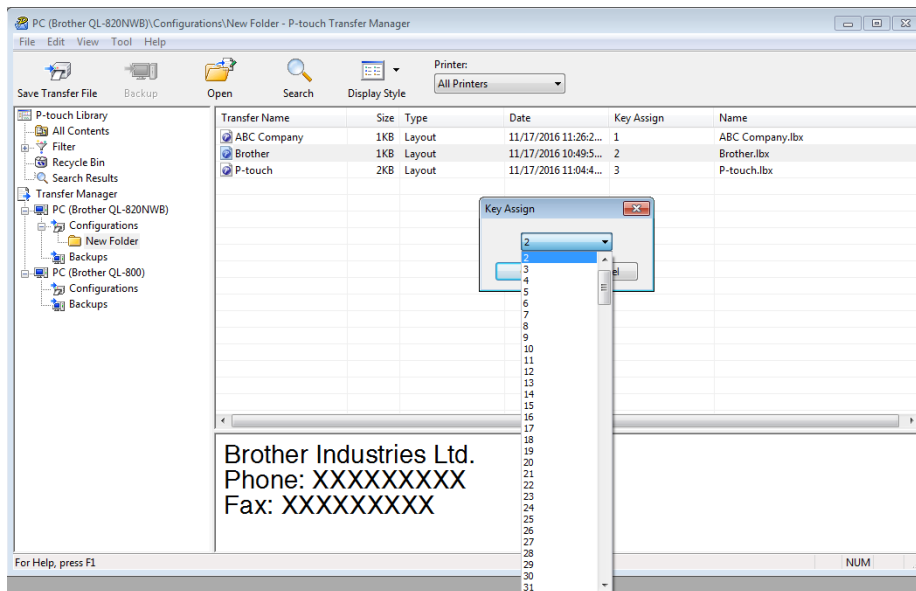 PC (Brother QL-820NWB)\Configurations\New Folder - P-touch Transfer Manager
File Edit View Tool Help
Save Transfer File Backup Open Search Display Style Printer: All Printers
P-touch Library
All Contents
Filter
Recycle Bin
Search Results
Transfer Manager
PC (Brother QL-820NWB)
Configurations
New Folder
Backups
PC (Brother QL-800)
Configurations
Backups
Transfer Name Size Type Date Key Assign Name
ABC Company 1KB Layout 11/17/2016 11:26:2... 1 ABC Company.lbx
Brother 1KB Layout 11/17/2016 10:49:5... 2 Brother.lbx
P-touch 2KB Layout 11/17/2016 11:04:4... 3 P-touch.lbx
Key Assign
2
2
3
4
5
6
7
8
9
10
11
12
13
14
15
16
17
18
19
20
21
22
23
24
25
26
27
28
29
30
31
Brother Industries Ltd.
Phone: XXXXXXXXX
Fax: XXXXXXXXX
For Help, press F1 NUM